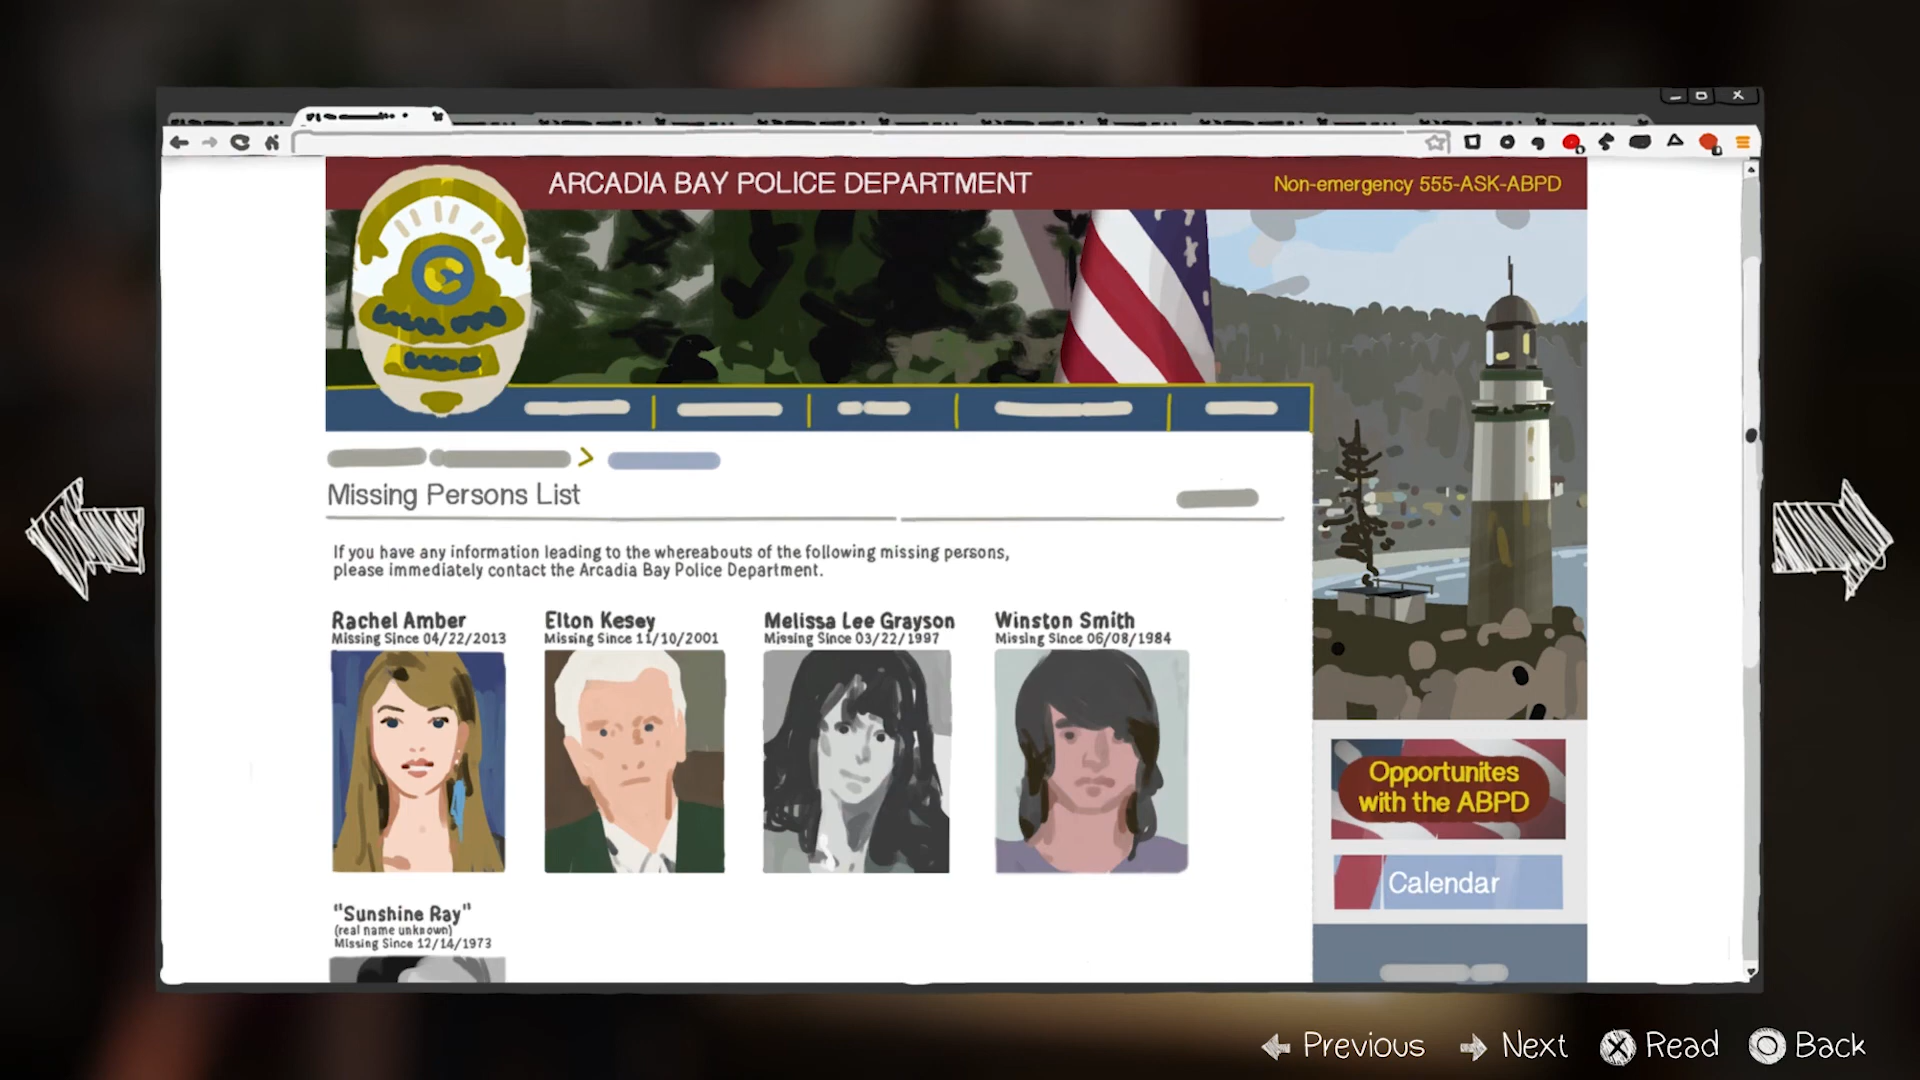 ARCADIA BAY POLICE DEPARTMENT
Non-emergency 555-ASK-ABPD
Missing Persons List
If you have any information leading to the whereabouts of the following missing persons,
please immediately contact the Arcadia Bay Police Department.
Rachel Amber
Missing Since 04/22/2013
Elton Kesey
Missing Since 11/10/2001
Melissa Lee Grayson
Missing Since 03/22/1997
Winston Smith
Missing Since 06/08/1984
"Sunshine Ray"
(real name unknown)
Missing Since 12/14/1973
Opportunites
with the ABPD
Calendar
Previous
Next
Read
Back